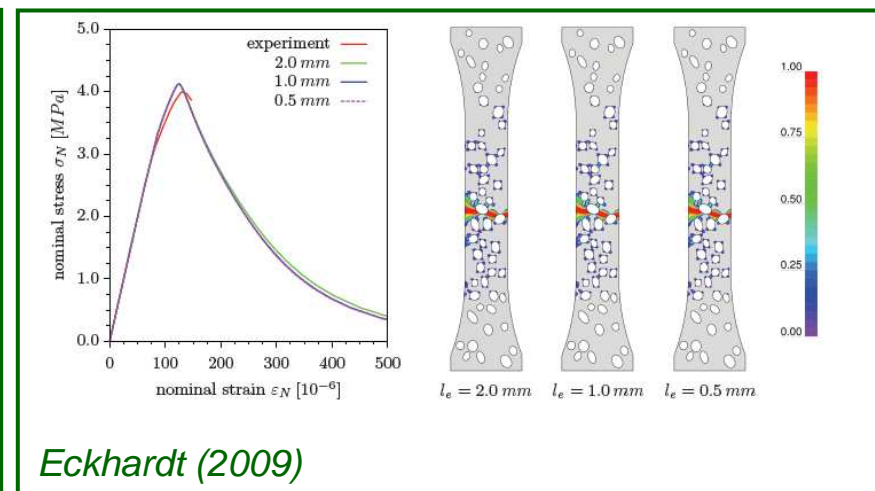 5.0
4.0
3.0
2.0
1.0
0.0
nominal stress σN [MPa]
experiment
2.0 mm
1.0 mm
0.5 mm
0 100 200 300 400 500
nominal strain εN [10−6]
le = 2.0 mm le = 1.0 mm le = 0.5 mm
1.00
0.75
0.50
0.25
0.00
Eckhardt (2009)